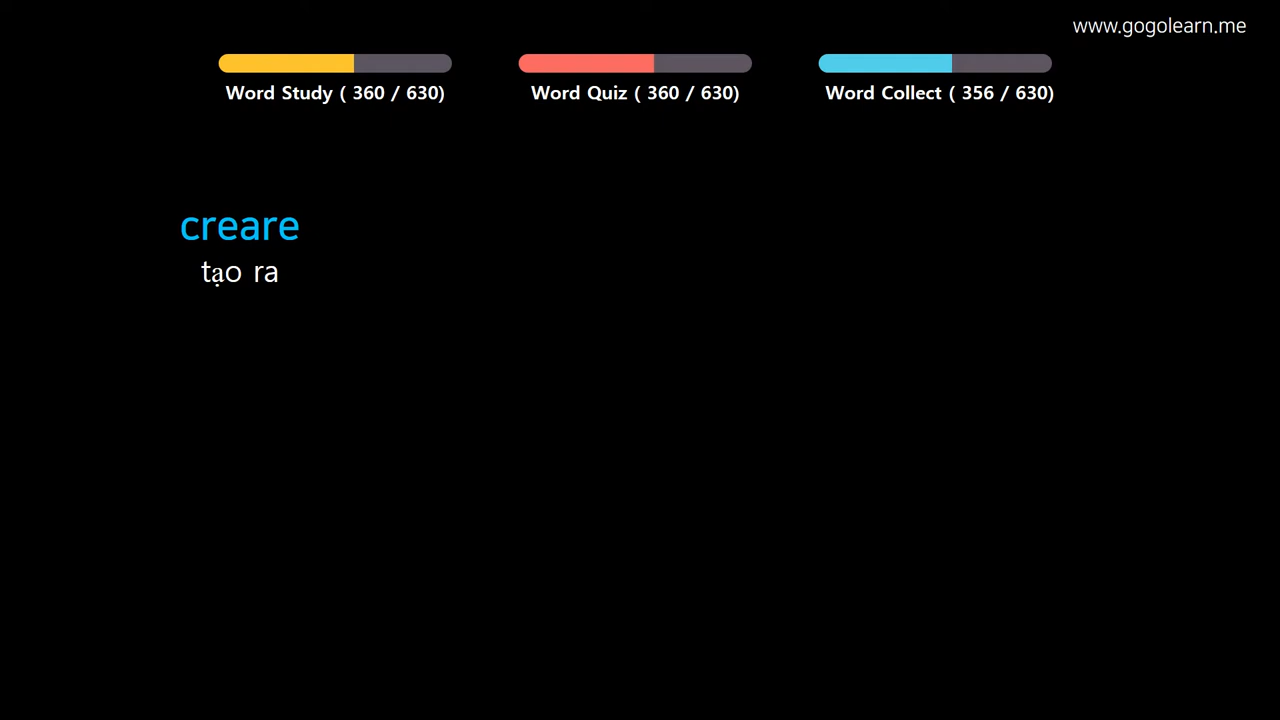 www.gogolearn.me
Word Study ( 360 / 630)
Word Quiz ( 360 / 630)
Word Collect ( 356 / 630)
creare
tạo ra